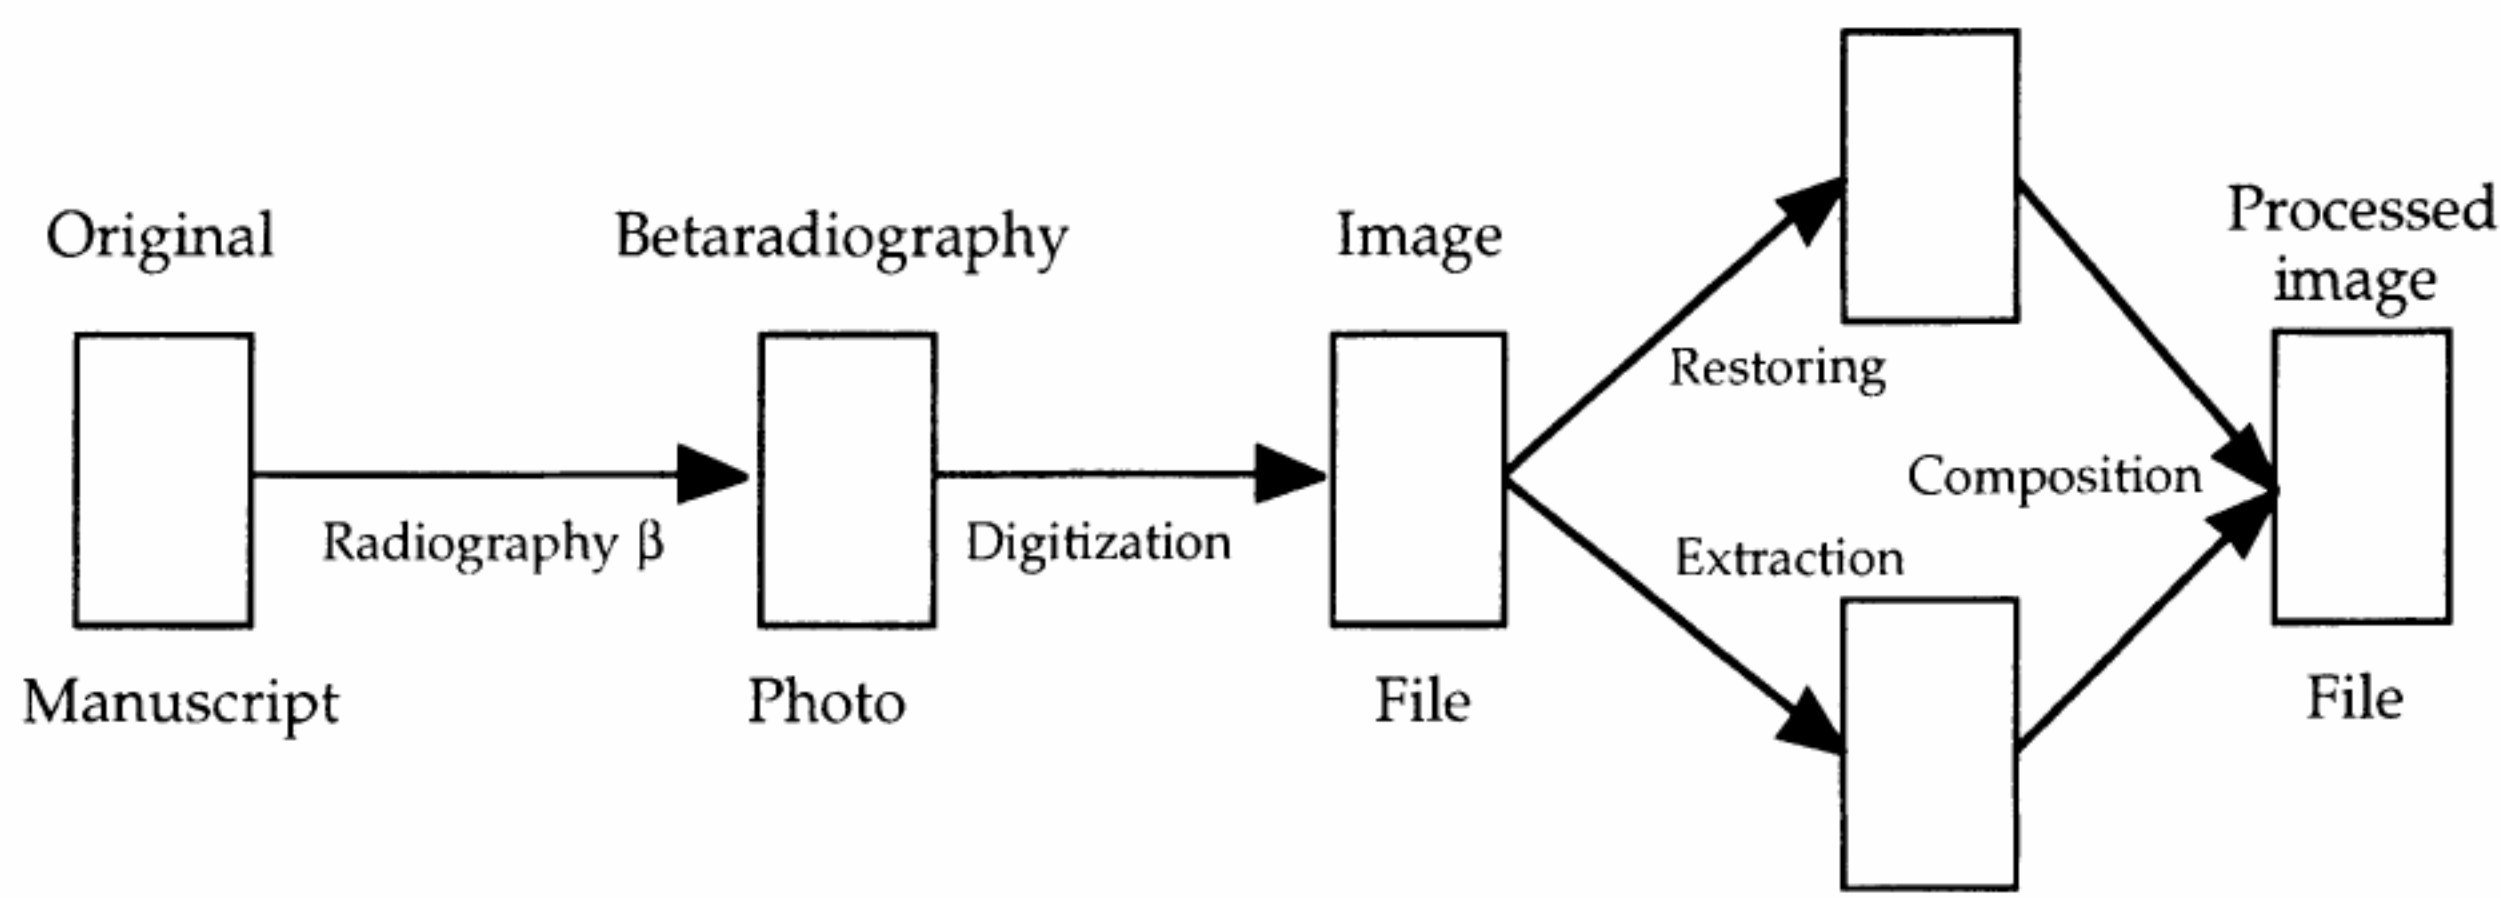 Original
Betaradiography
Image
Processed
image
Restoring
Composition
Radiography β
Digitization
Extraction
Manuscript
Photo
File
File